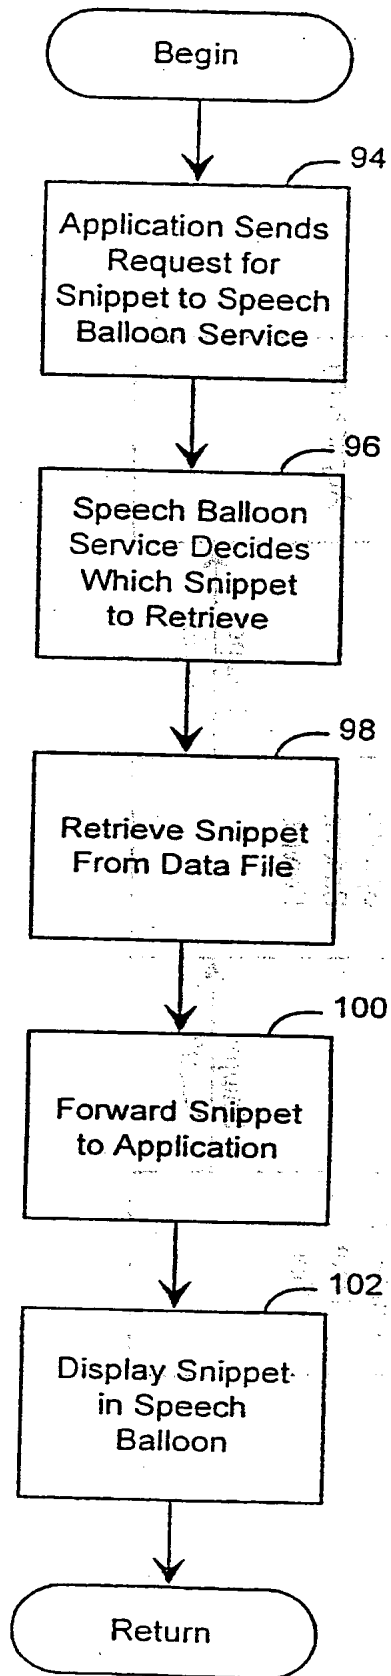 Begin
94
Application Sends
Request for
Snippet to Speech
Balloon Service
96
Speech Balloon
Service Decides
Which Snippet
to Retrieve
98
Retrieve Snippet
From Data File
100
Forward Snippet
to Application
102
Display Snippet
in Speech
Balloon
Return